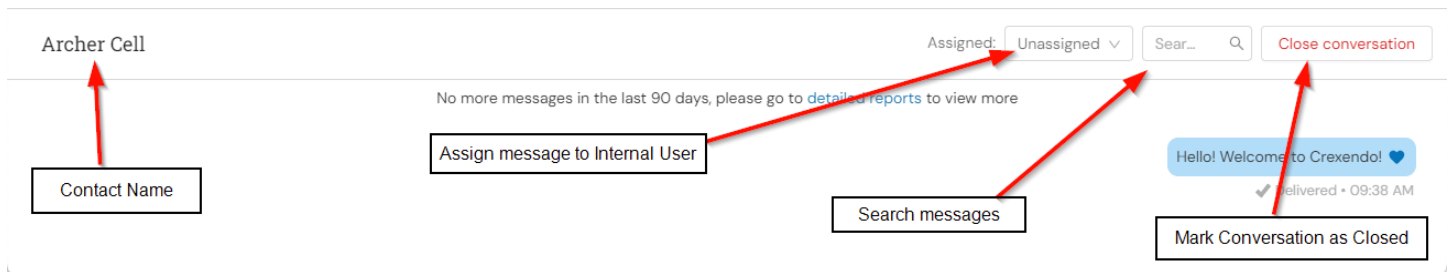 Archer Cell
Assigned: Unassigned Sear... Close conversation
No more messages in the last 90 days, please go to detailed reports to view more
Assign message to Internal User
Hello! Welcome to Crexendo! 💙
Contact Name
✔ Delivered • 09:38 AM
Search messages
Mark Conversation as Closed